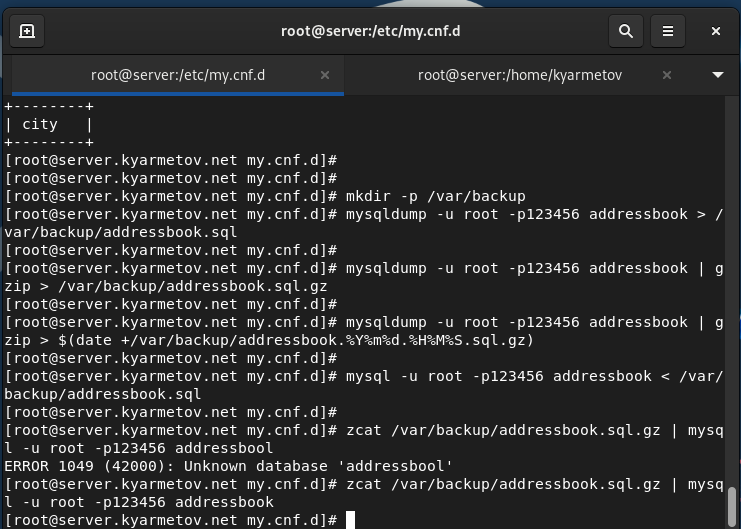 root@server:/etc/my.cnf.d
root@server:/etc/my.cnf.d
root@server:/home/kyarmetov
+--------+
| city   |
+--------+
[root@server.kyarmetov.net my.cnf.d]#
[root@server.kyarmetov.net my.cnf.d]#
[root@server.kyarmetov.net my.cnf.d]# mkdir -p /var/backup
[root@server.kyarmetov.net my.cnf.d]# mysqldump -u root -p123456 addressbook > /
var/backup/addressbook.sql
[root@server.kyarmetov.net my.cnf.d]#
[root@server.kyarmetov.net my.cnf.d]# mysqldump -u root -p123456 addressbook | g
zip > /var/backup/addressbook.sql.gz
[root@server.kyarmetov.net my.cnf.d]#
[root@server.kyarmetov.net my.cnf.d]# mysqldump -u root -p123456 addressbook | g
zip > $(date +/var/backup/addressbook.%Y%m%d.%H%M%S.sql.gz)
[root@server.kyarmetov.net my.cnf.d]#
[root@server.kyarmetov.net my.cnf.d]# mysql -u root -p123456 addressbook < /var/
backup/addressbook.sql
[root@server.kyarmetov.net my.cnf.d]#
[root@server.kyarmetov.net my.cnf.d]# zcat /var/backup/addressbook.sql.gz | mysq
l -u root -p123456 addressbool
ERROR 1049 (42000): Unknown database 'addressbool'
[root@server.kyarmetov.net my.cnf.d]# zcat /var/backup/addressbook.sql.gz | mysq
l -u root -p123456 addressbook
[root@server.kyarmetov.net my.cnf.d]#